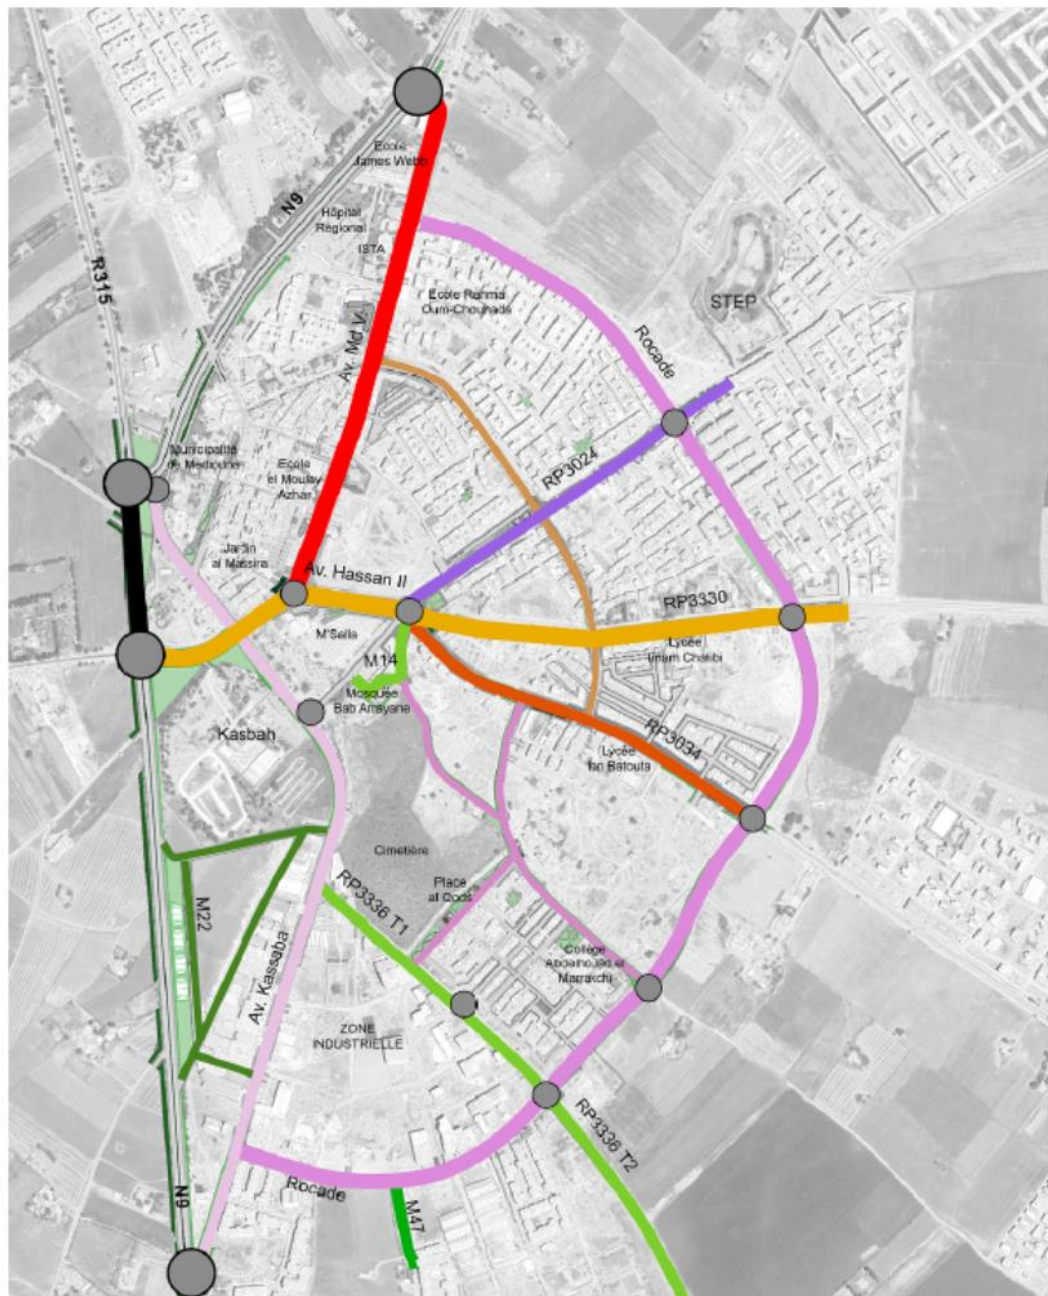 Ecole
James Webb
N9
Hôpital
Régional
ISTA
R315
Ecole Rahma
Oum-Chouhada
STEP
Av. Md V
Rocade
Municipalité
de Mediouna
Ecole
el Moulay
Azhar
RP3024
Jardin
al Massira
Av. Hassan II
RP3330
M'Salla
Lycée
Imam Chatibi
M14
Mosquée
Bab Arrayane
Kasbah
RP3034
Lycée
Ibn Batouta
Cimetière
Place
al Qods
RP3336 T1
M22
Av. Kassaba
Collège
Marrakchi
ZONE
INDUSTRIELLE
RP3336 T2
Rocade
N9
M47